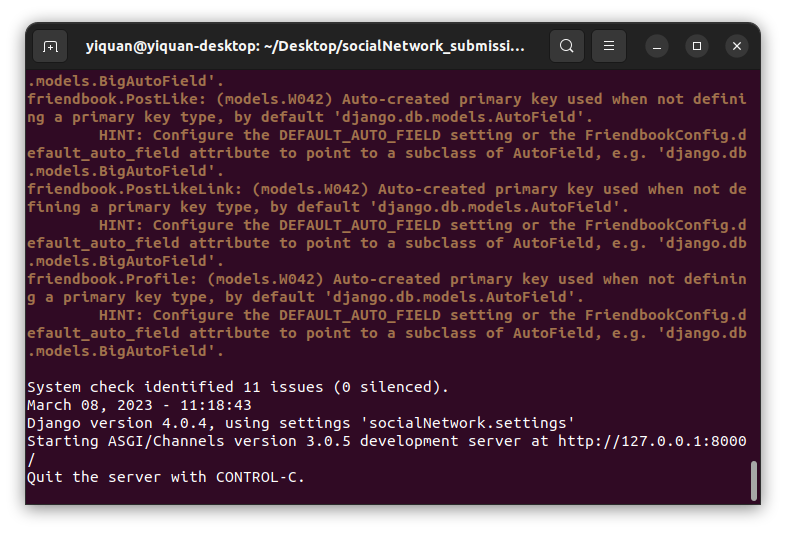 yiquan@yiquan-desktop: ~/Desktop/socialNetwork_submissi...
.models.BigAutoField'.
friendbook.PostLike: (models.W042) Auto-created primary key used when not defini
ng a primary key type, by default 'django.db.models.AutoField'.
        HINT: Configure the DEFAULT_AUTO_FIELD setting or the FriendbookConfig.d
efault_auto_field attribute to point to a subclass of AutoField, e.g. 'django.db
.models.BigAutoField'.
friendbook.PostLikeLink: (models.W042) Auto-created primary key used when not de
fining a primary key type, by default 'django.db.models.AutoField'.
        HINT: Configure the DEFAULT_AUTO_FIELD setting or the FriendbookConfig.d
efault_auto_field attribute to point to a subclass of AutoField, e.g. 'django.db
.models.BigAutoField'.
friendbook.Profile: (models.W042) Auto-created primary key used when not definin
g a primary key type, by default 'django.db.models.AutoField'.
        HINT: Configure the DEFAULT_AUTO_FIELD setting or the FriendbookConfig.d
efault_auto_field attribute to point to a subclass of AutoField, e.g. 'django.db
.models.BigAutoField'.
System check identified 11 issues (0 silenced).
March 08, 2023 - 11:18:43
Django version 4.0.4, using settings 'socialNetwork.settings'
Starting ASGI/Channels version 3.0.5 development server at http://127.0.0.1:8000
/
Quit the server with CONTROL-C.